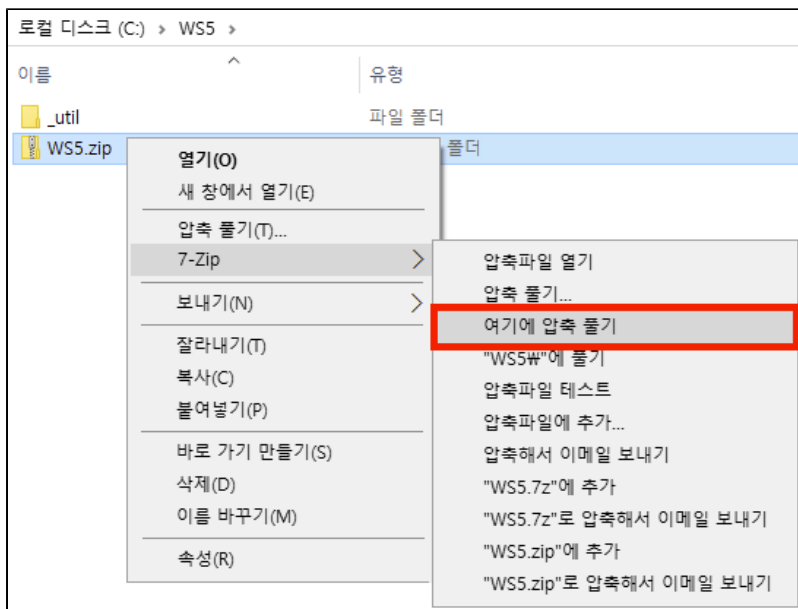 로컬 디스크 (C:) > WS5 >
이름 유형
_util 파일 폴더
WS5.zip 폴더
열기(O)
새 창에서 열기(E)
압축 풀기(T)...
7-Zip
보내기(N)
잘라내기(T)
복사(C)
붙여넣기(P)
바로 가기 만들기(S)
삭제(D)
이름 바꾸기(M)
속성(R)
압축파일 열기
압축 풀기...
여기에 압축 풀기
"WS5₩"에 풀기
압축파일 테스트
압축파일에 추가...
압축해서 이메일 보내기
"WS5.7z"에 추가
"WS5.7z"로 압축해서 이메일 보내기
"WS5.zip"에 추가
"WS5.zip"로 압축해서 이메일 보내기